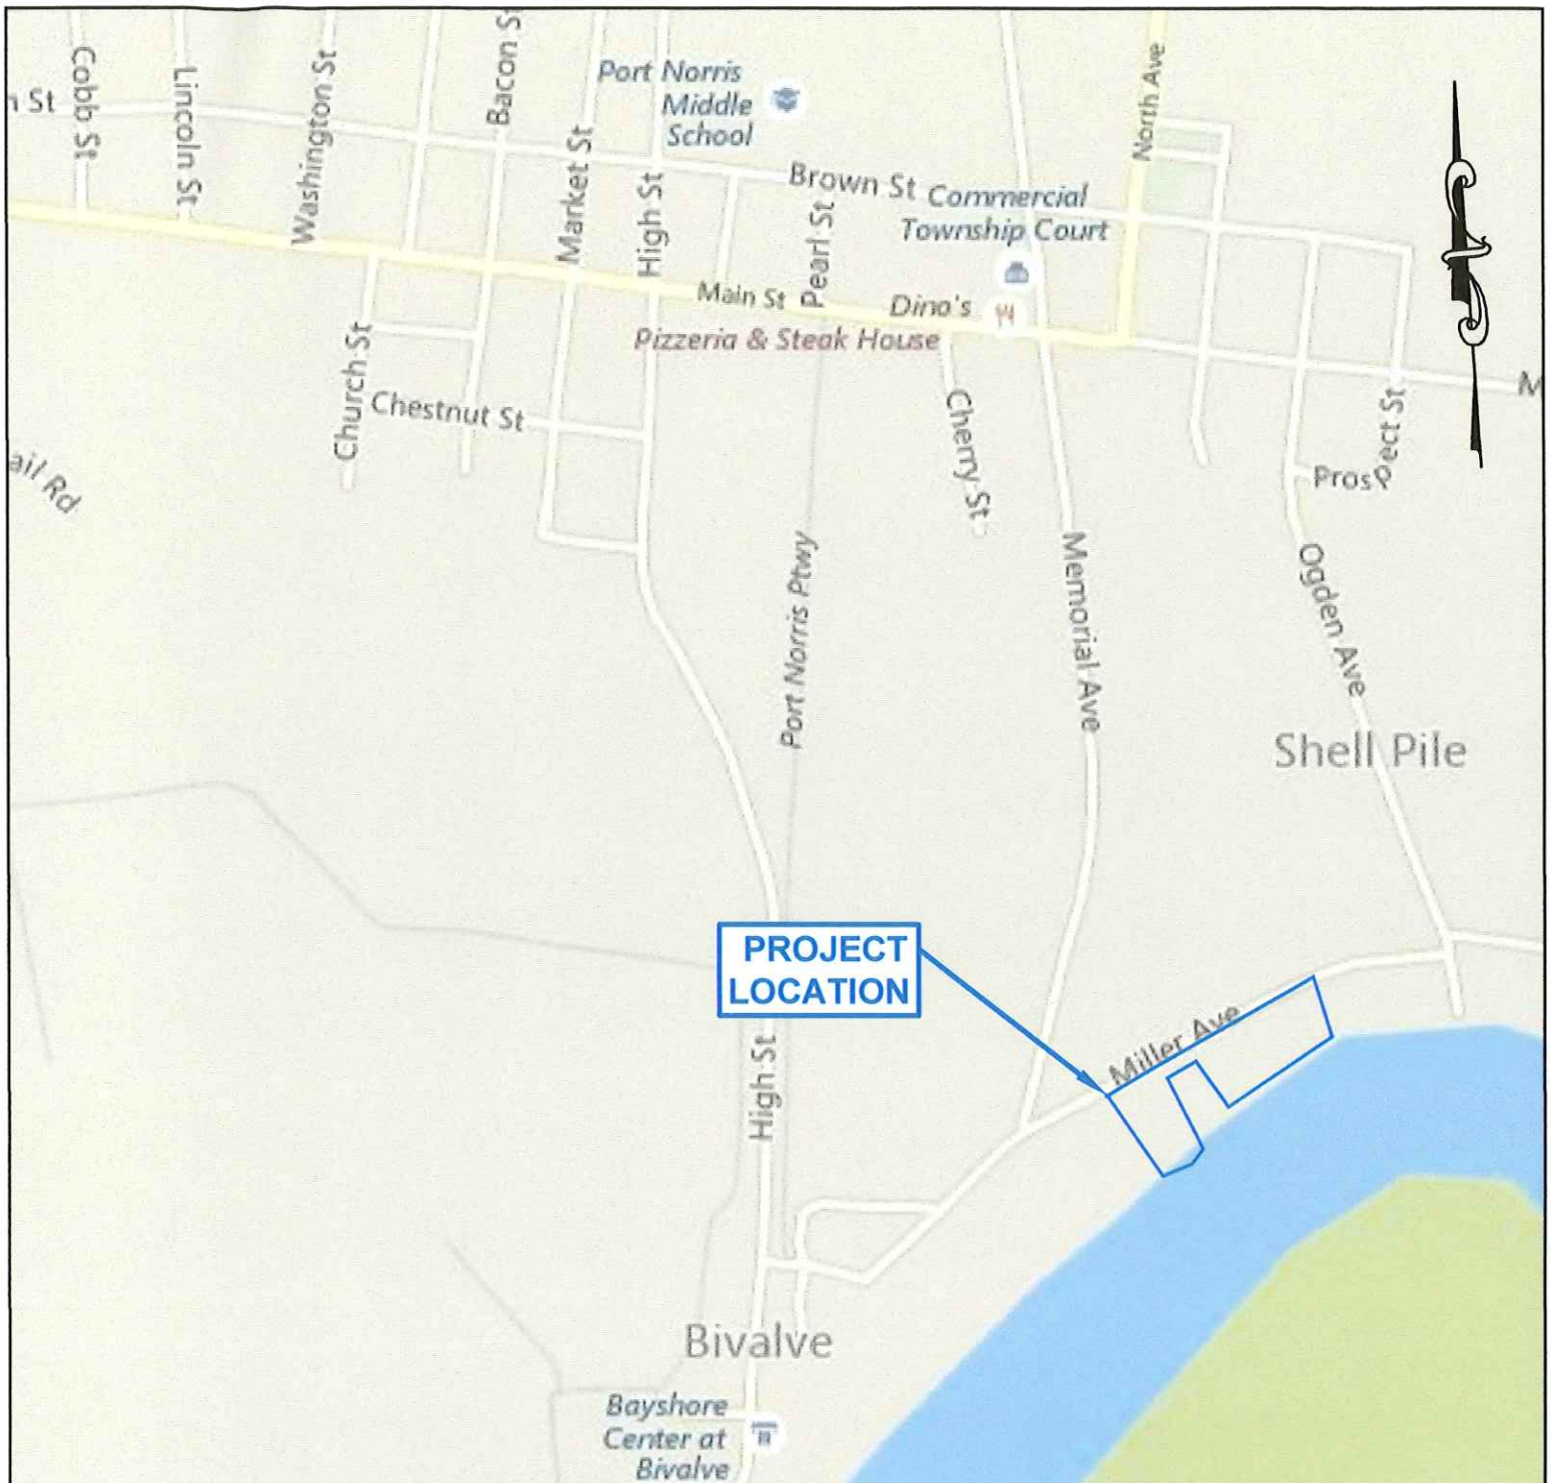 Cobb St
Lincoln St
Washington St
Bacon St
Market St
High St
Port Norris
Middle
School
Brown St
Pearl St
Commercial
Township Court
North Ave
Main St
Dino's
Pizzeria & Steak House
Church St
Chestnut St
Cherry St
Prospect St
ail Rd
n St
M
Port Norris Ptwy
Memorial Ave
Ogden Ave
Shell Pile
PROJECT
LOCATION
Miller Ave
High St
Bivalve
Bayshore
Center at
Bivalve